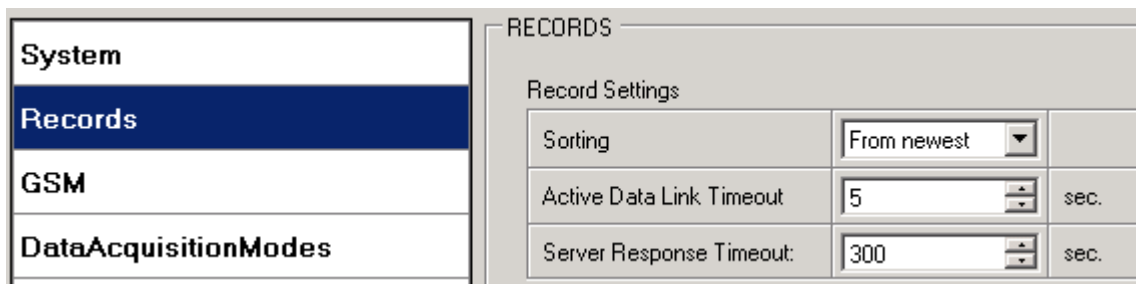 System
Records
GSM
DataAcquisitionModes
RECORDS
Record Settings
Sorting From newest
Active Data Link Timeout 5 sec.
Server Response Timeout: 300 sec.